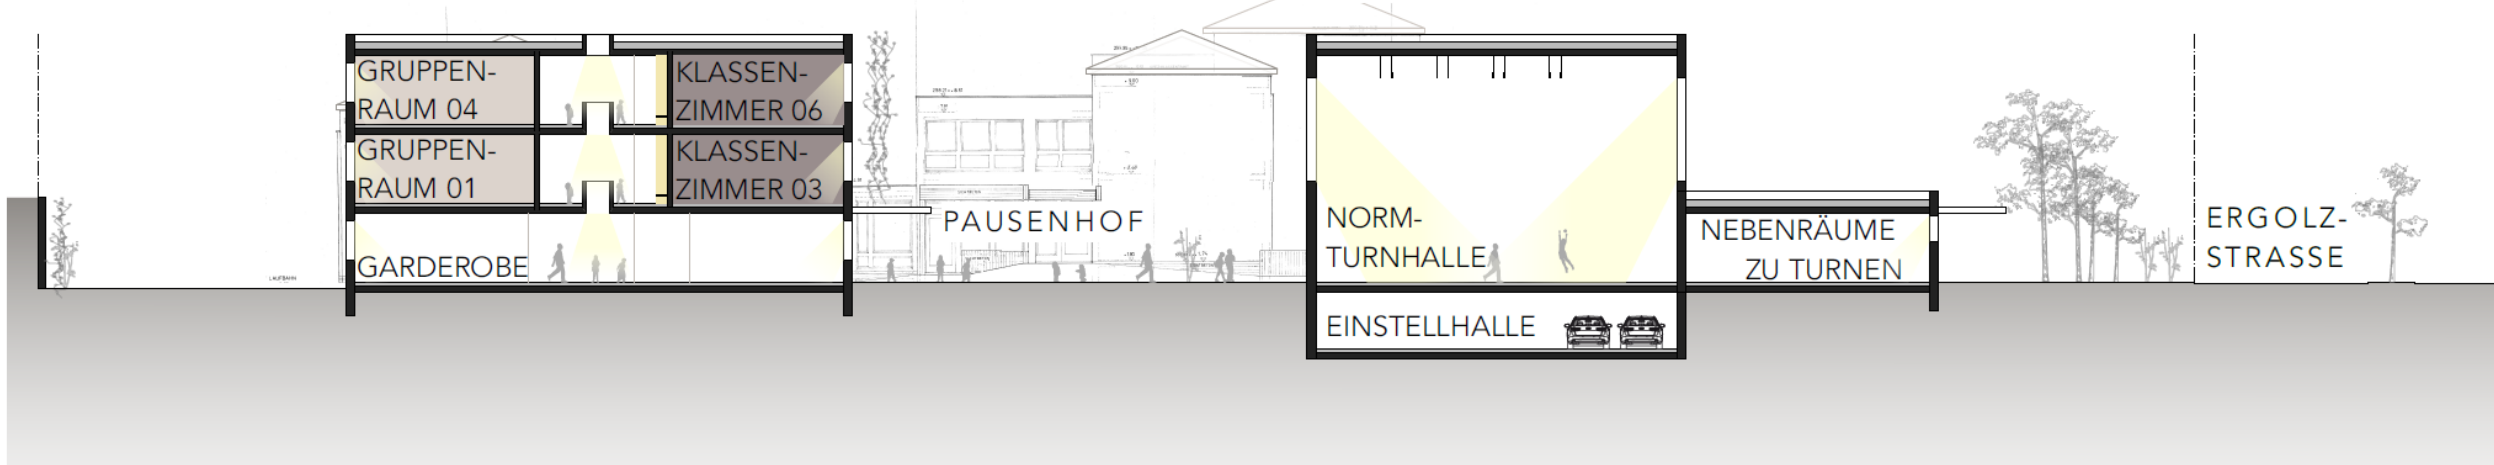 GRUPPEN-
RAUM 04
KLASSEN-
ZIMMER 06
GRUPPEN-
RAUM 01
KLASSEN-
ZIMMER 03
GARDEROBE
LAUFBAHN
PAUSENHOF
NORM-
TURNHALLE
NEBENRÄUME
ZU TURNEN
EINSTELLHALLE
ERGOLZ-
STRASSE